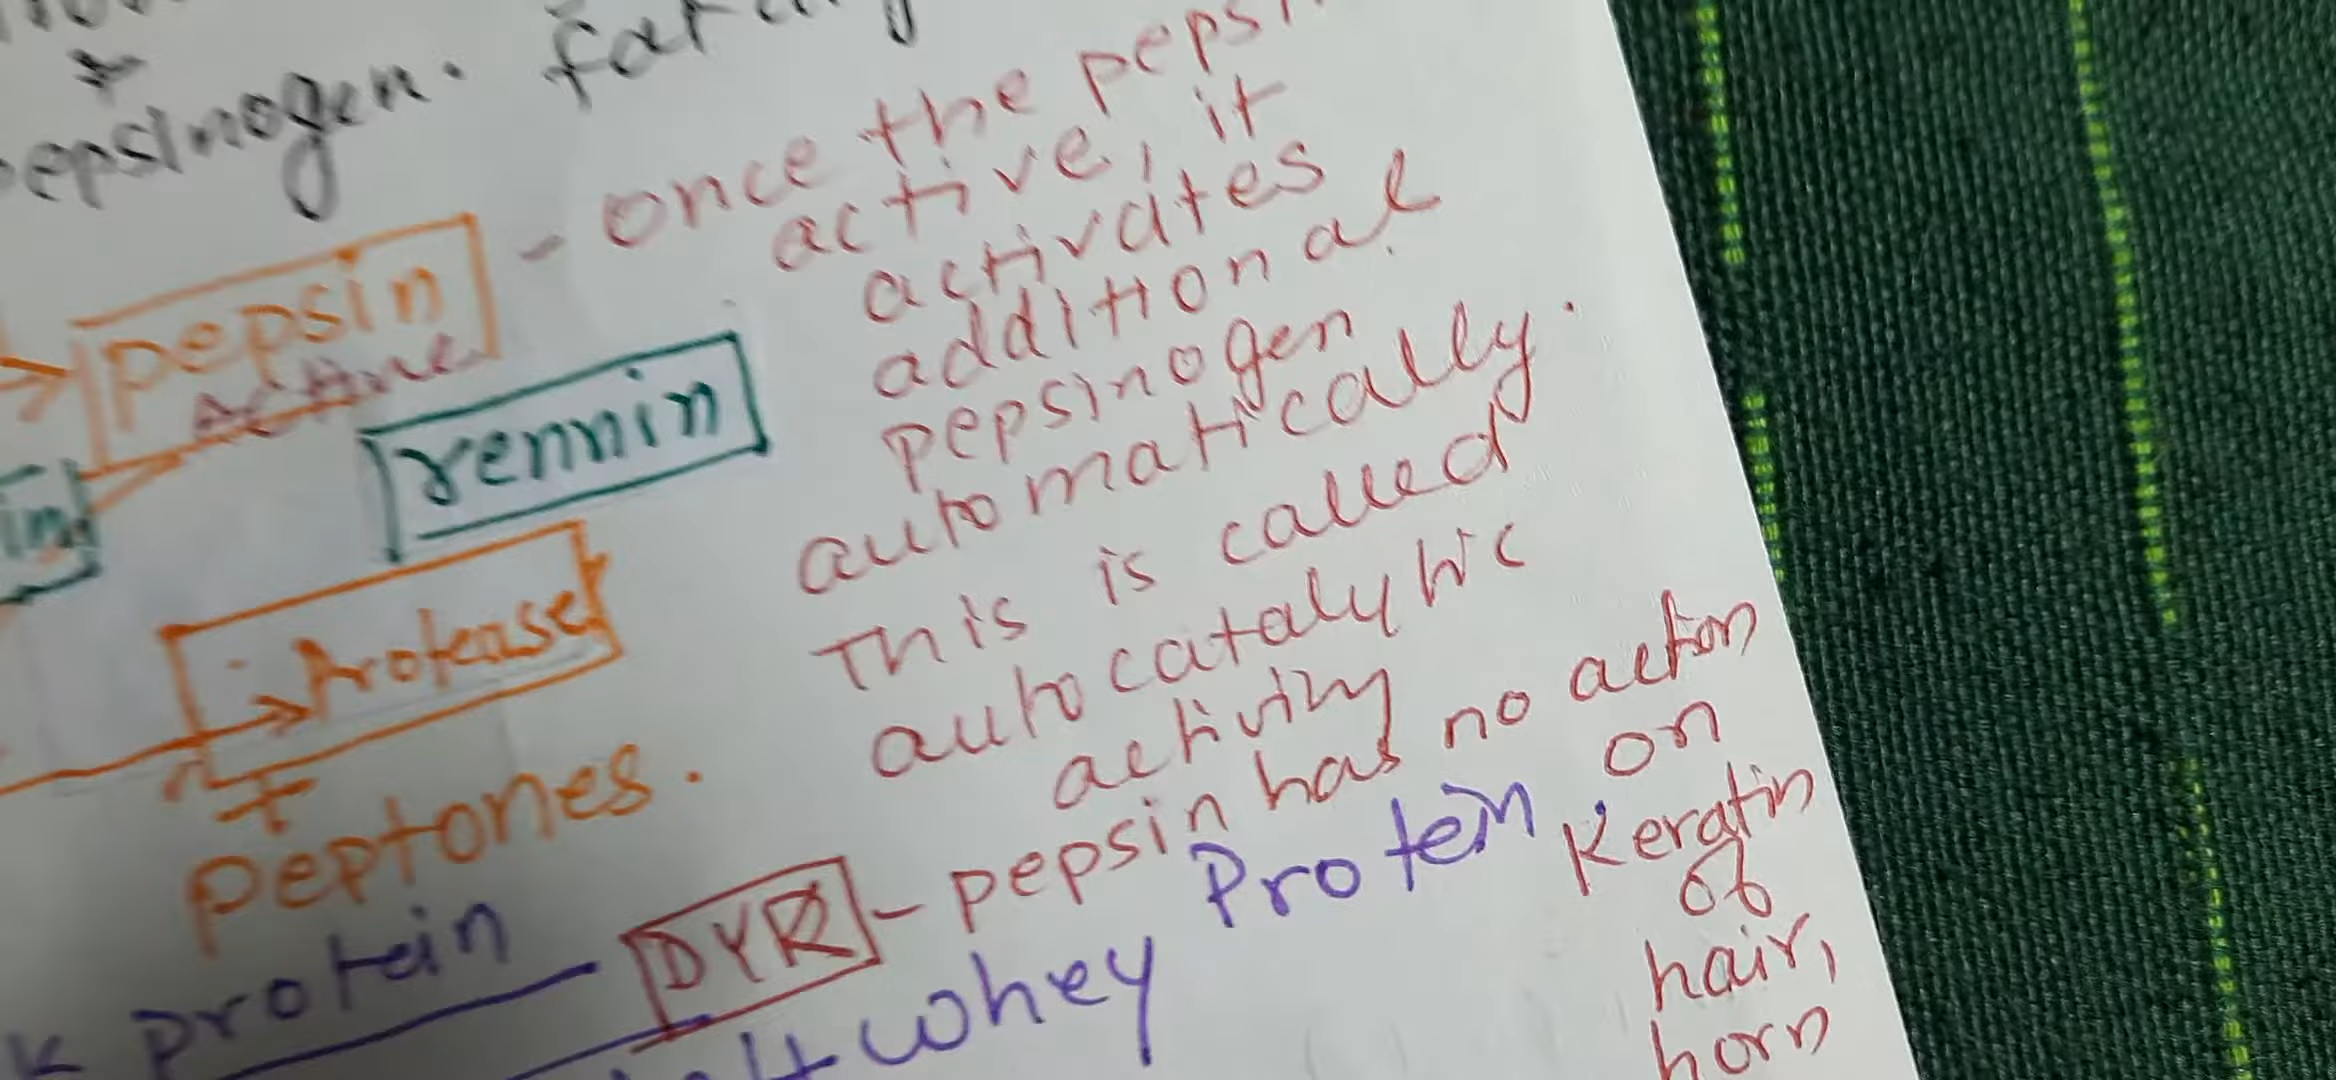 pepsinogen.
- once the
active, it
activates
additional
pepsin
Active
pepsinogen
automatically.
rennin
This is called
autocatalytic
Protease
activity
+
Peptones.
DYK - pepsin has no action
on
Keratin
of
hair,
horn
protein
whey Protein